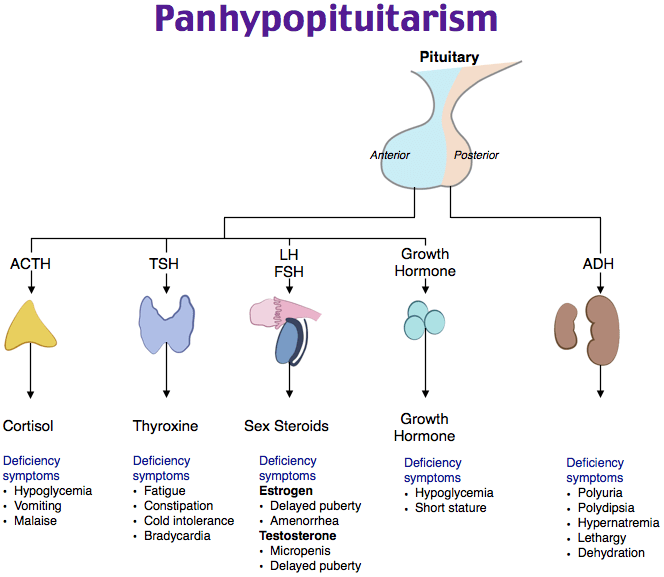 Panhypopituitarism
Pituitary
Anterior
Posterior
ACTH
TSH
LH
FSH
Growth
Hormone
ADH
Cortisol
Thyroxine
Sex Steroids
Growth
Hormone
Deficiency
symptoms
• Hypoglycemia
• Vomiting
• Malaise
Deficiency
symptoms
• Fatigue
• Constipation
• Cold intolerance
• Bradycardia
Deficiency
symptoms
Estrogen
• Delayed puberty
• Amenorrhea
Testosterone
• Micropenis
• Delayed puberty
Deficiency
symptoms
• Hypoglycemia
• Short stature
Deficiency
symptoms
• Polyuria
• Polydipsia
• Hypernatremia
• Lethargy
• Dehydration